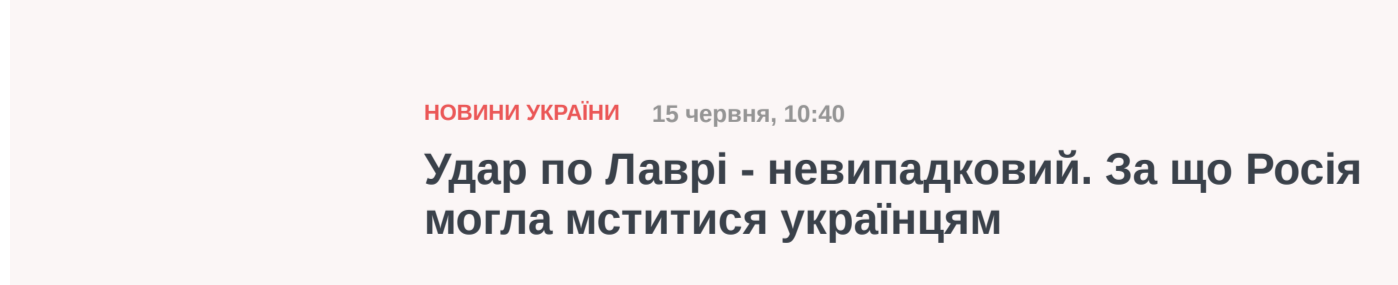 НОВИНИ УКРАЇНИ 15 червня, 10:40
Удар по Лаврі - невипадковий. За що Росія
могла мститися українцям